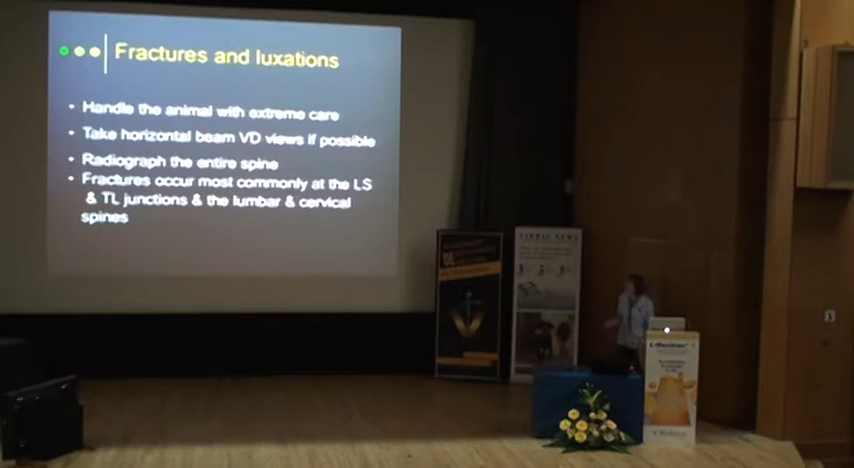 Fractures and luxations
• Handle the animal with extreme care
• Take horizontal beam VD views if possible
• Radiograph the entire spine
• Fractures occur most commonly at the LS
& TL junctions & the lumbar & cervical
spines